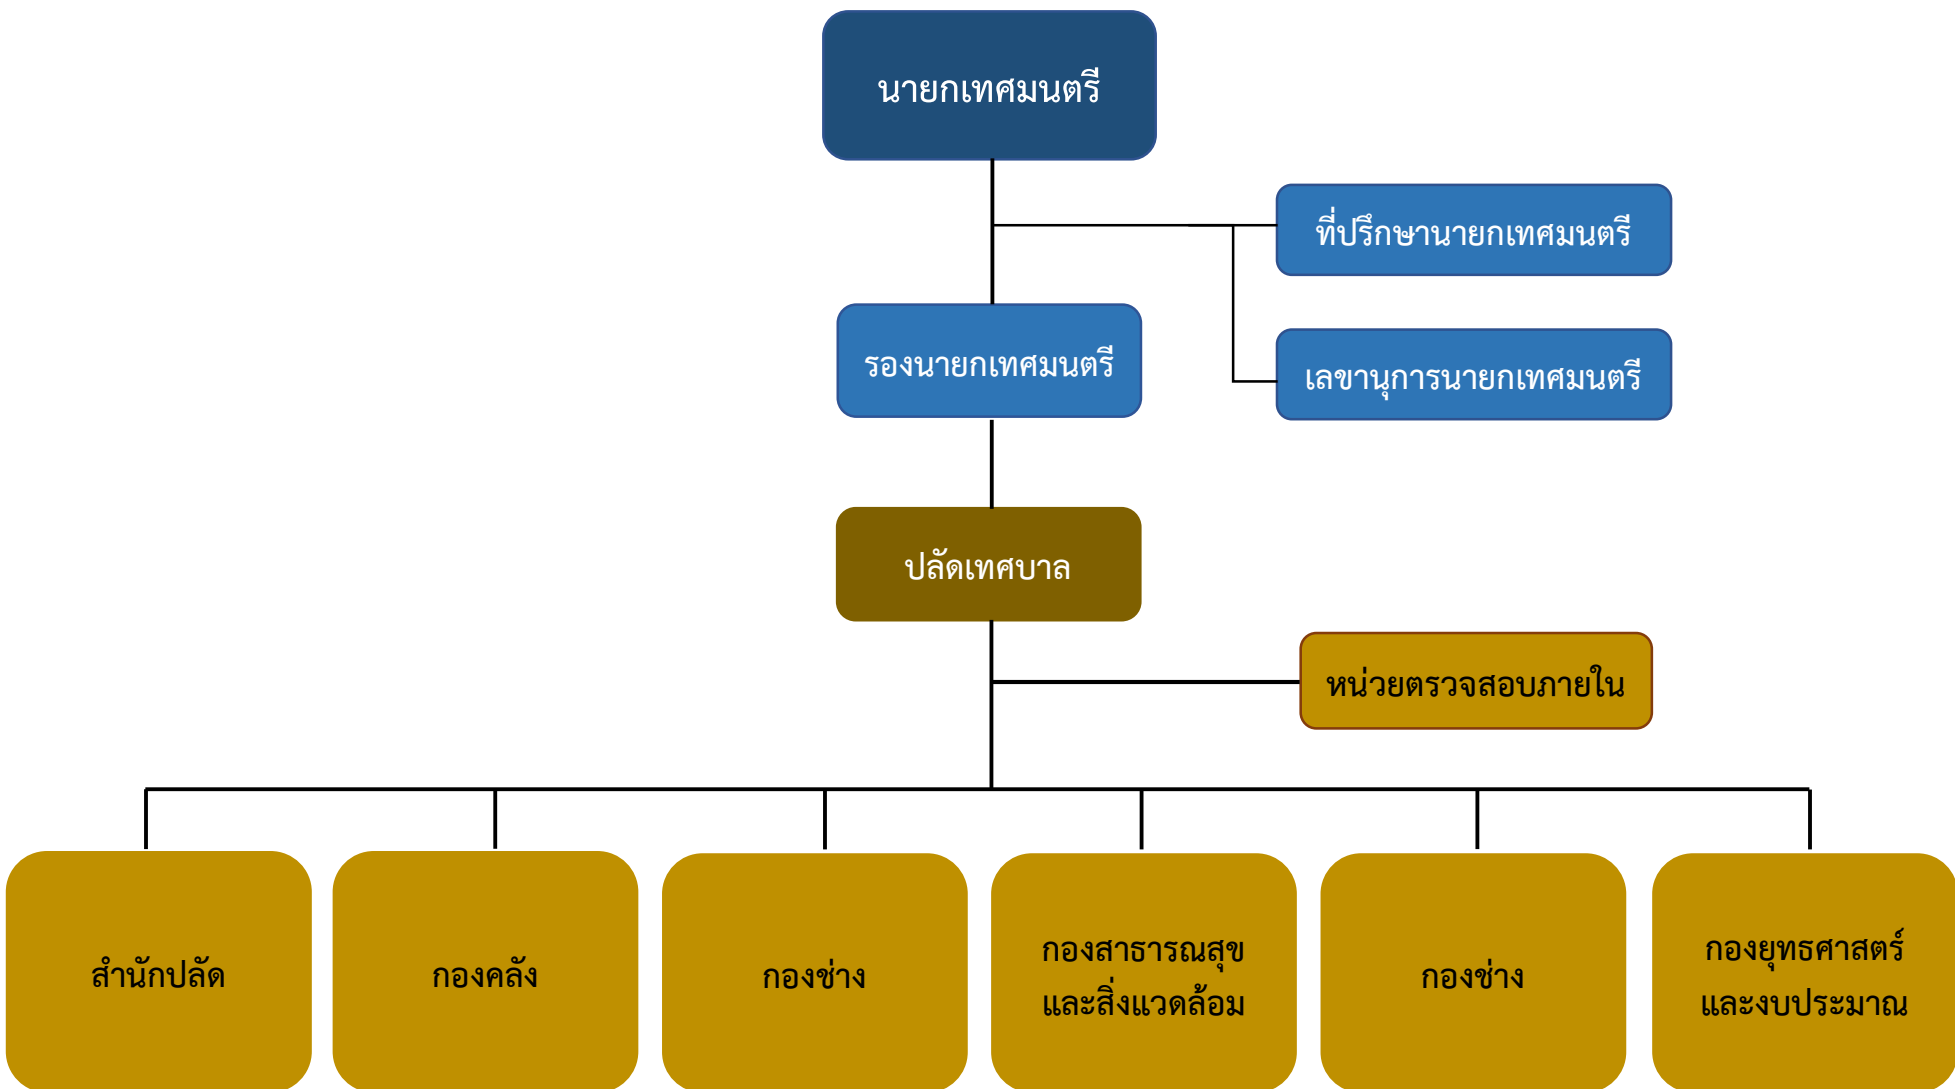 นายกเทศมนตรี
ที่ปรึกษานายกเทศมนตรี
รองนายกเทศมนตรี
เลขานุการนายกเทศมนตรี
ปลัดเทศบาล
หน่วยตรวจสอบภายใน
สำนักปลัด
กองคลัง
กองช่าง
กองสาธารณสุข
และสิ่งแวดล้อม
กองช่าง
กองยุทธศาสตร์
และงบประมาณ